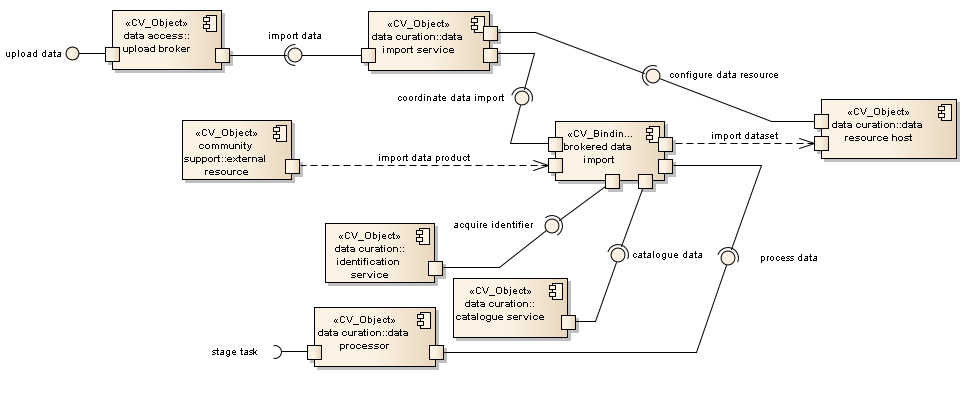 upload data
«CV_Object»
data access::
upload broker
import data
«CV_Object»
data curation::data
import service
configure data resource
coordinate data import
«CV_Object»
data curation::data
resource host
«CV_Object»
community
support::external
resource
import data product
«CV_Bindin...
brokered data
import
import dataset
«CV_Object»
data curation::
identification
service
acquire identifier
catalogue data
process data
«CV_Object»
data curation::
catalogue service
«CV_Object»
data curation::data
processor
stage task